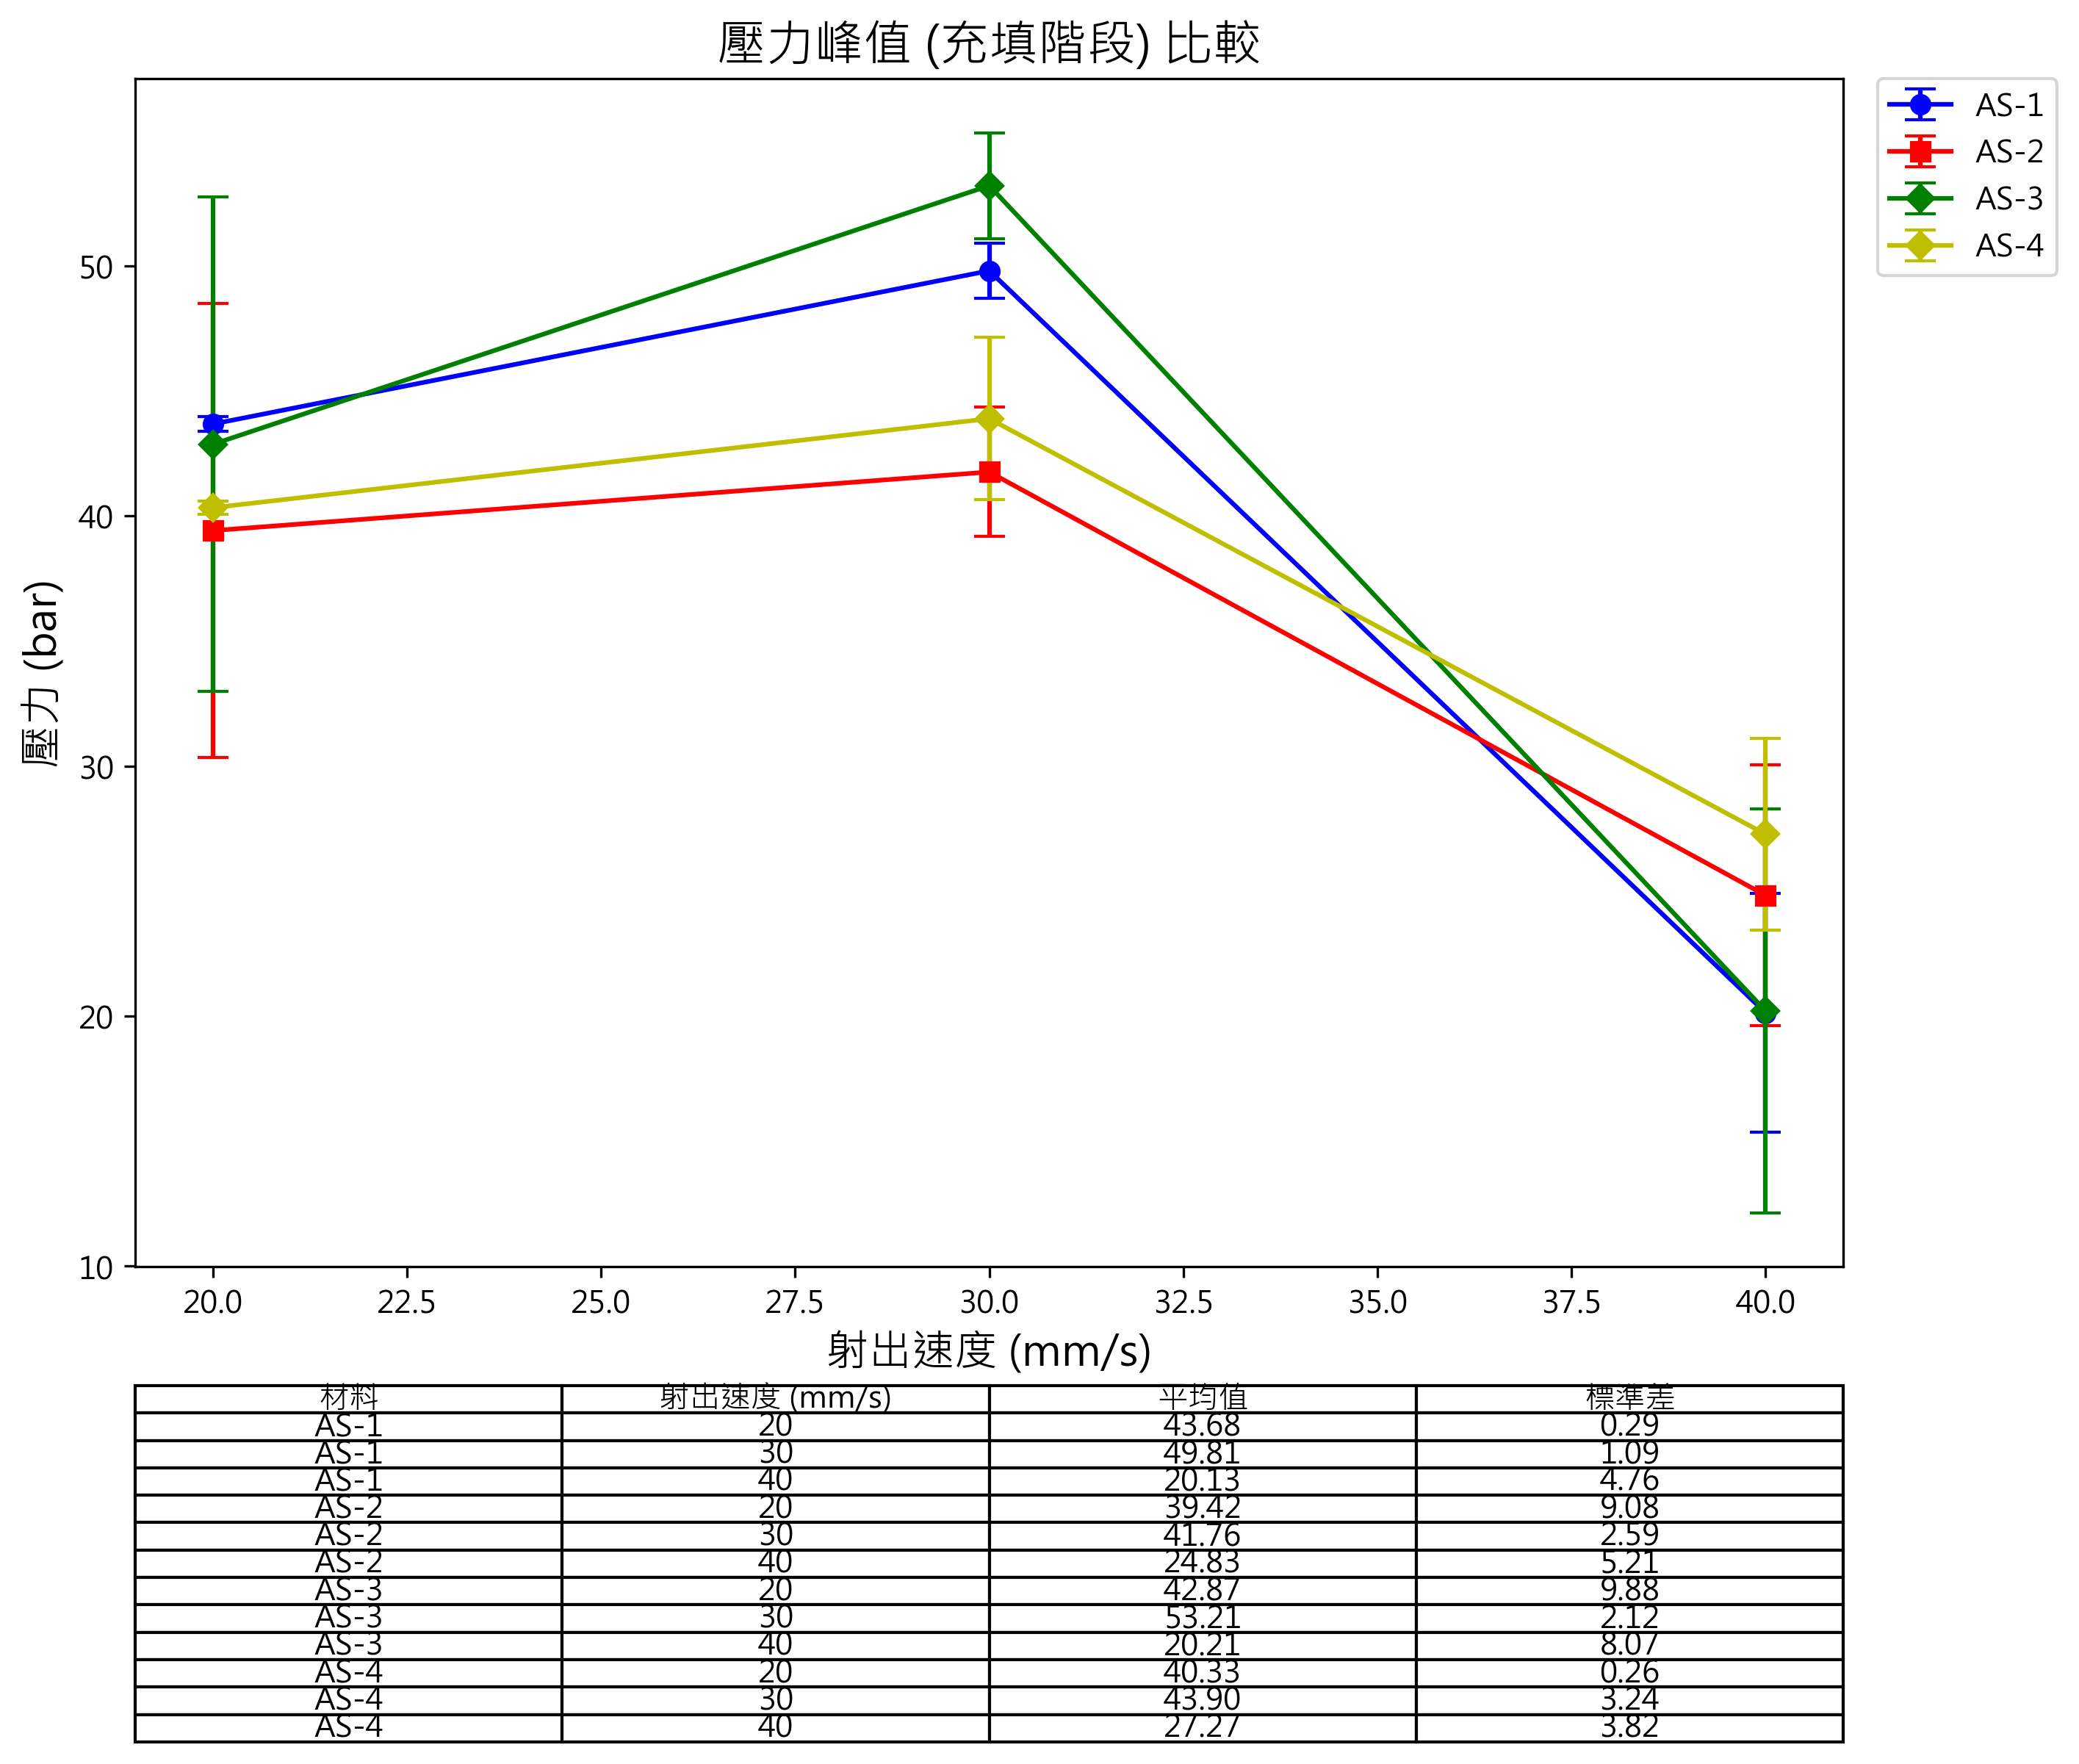 壓力峰值 (充填階段) 比較
AS-1
AS-2
AS-3
AS-4
壓力 (bar)
50
40
30
20
10
20.0 22.5 25.0 27.5 30.0 32.5 35.0 37.5 40.0
射出速度 (mm/s)
材料 射出速度 (mm/s) 平均值 標準差
AS-1 20 43.68 0.29
AS-1 30 49.81 1.09
AS-1 40 20.13 4.76
AS-2 20 39.42 9.08
AS-2 30 41.76 2.59
AS-2 40 24.83 5.21
AS-3 20 42.87 9.88
AS-3 30 53.21 2.12
AS-3 40 20.21 8.07
AS-4 20 40.33 0.26
AS-4 30 43.90 3.24
AS-4 40 27.27 3.82